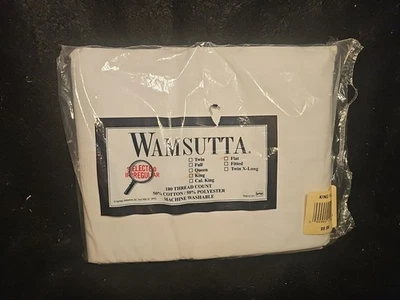 WAMSUTTA
Twin
Full
Queen
King
Cal. King
Flat
Fitted
Twin X-Long
SELECTED
IRREGULAR
180 THREAD COUNT
50% COTTON/50% POLYESTER
MACHINE WASHABLE
KING